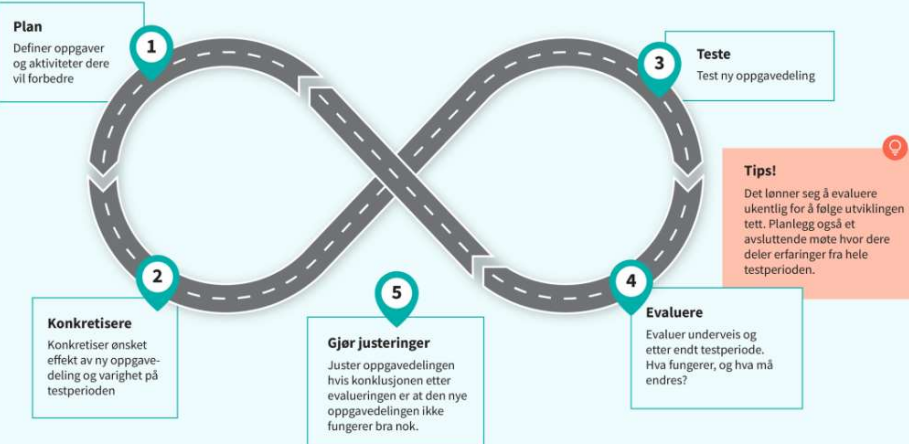 1
Plan
Definer oppgaver
og aktiviteter dere
vil forbedre
2
Konkretisere
Konkretiser ønsket
effekt av ny oppgave-
deling og varighet på
testperioden
3
Teste
Test ny oppgavedeling
4
Evaluere
Evaluer underveis og
etter endt testperiode.
Hva fungerer, og hva må
endres?
5
Gjør justeringer
Juster oppgavedelingen
hvis konklusjonen etter
evalueringen er at den nye
oppgavedelingen ikke
fungerer bra nok.
Tips!
Det lønner seg å evaluere
ukentlig for å følge utviklingen
tett. Planlegg også et
avsluttende møte hvor dere
deler erfaringer fra hele
testperioden.